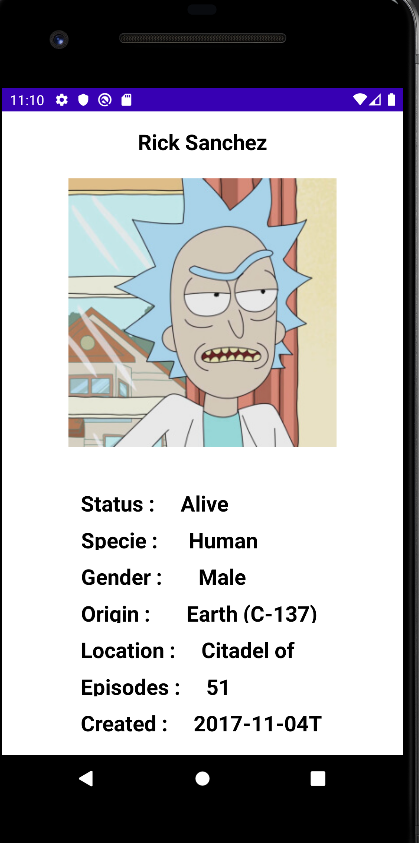 11:10
Rick Sanchez
Status : Alive
Specie : Human
Gender : Male
Origin : Earth (C-137)
Location : Citadel of
Episodes : 51
Created : 2017-11-04T